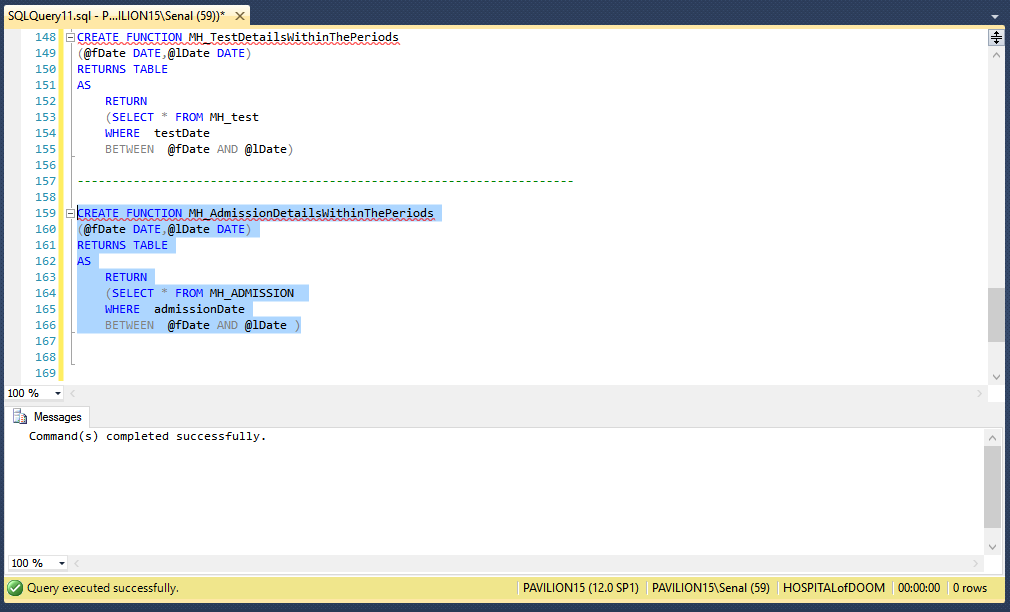 SQLQuery11.sql - P...ILION15\Senal (59))*
148 CREATE FUNCTION MH_TestDetailsWithinThePeriods
149 (@fDate DATE,@lDate DATE)
150 RETURNS TABLE
151 AS
152 RETURN
153 (SELECT * FROM MH_test
154 WHERE testDate
155 BETWEEN @fDate AND @lDate)
156
157 -----------------------------------------------------------------------
158
159 CREATE FUNCTION MH_AdmissionDetailsWithinThePeriods
160 (@fDate DATE,@lDate DATE)
161 RETURNS TABLE
162 AS
163 RETURN
164 (SELECT * FROM MH_ADMISSION
165 WHERE admissionDate
166 BETWEEN @fDate AND @lDate )
167
168
169
100 %
Messages
Command(s) completed successfully.
100 %
Query executed successfully. PAVILION15 (12.0 SP1) PAVILION15\Senal (59) HOSPITALofDOOM 00:00:00 0 rows